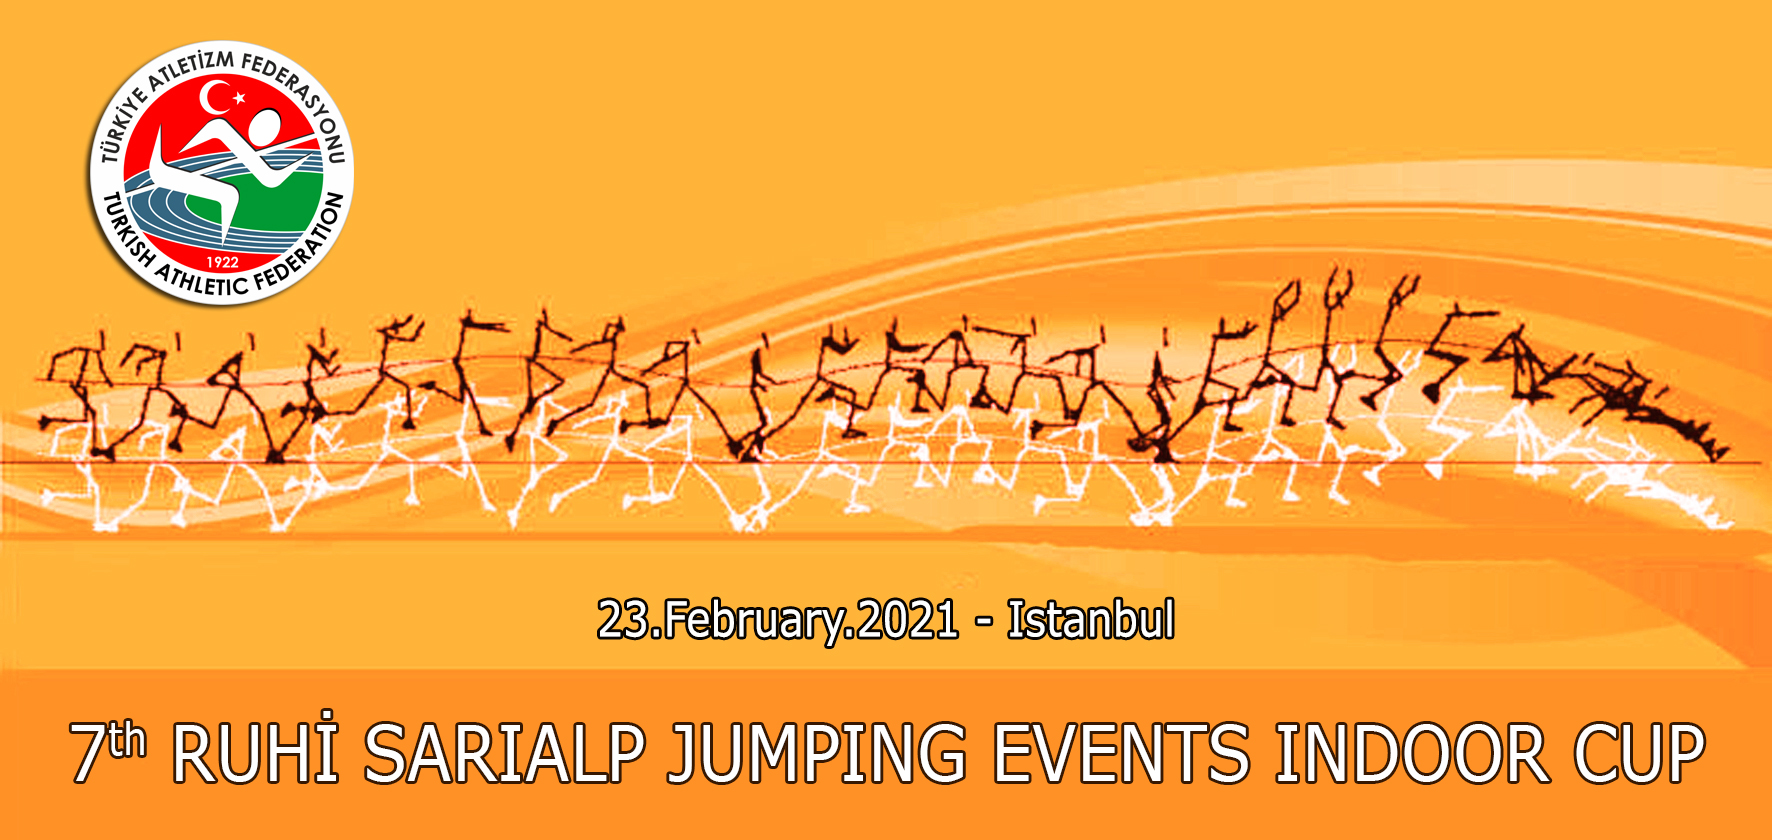 TÜRKİYE ATLETİZM FEDERASYONU
1922
TURKISH ATHLETIC FEDERATION
23.February.2021 - Istanbul
7th RUHİ SARIALP JUMPING EVENTS INDOOR CUP